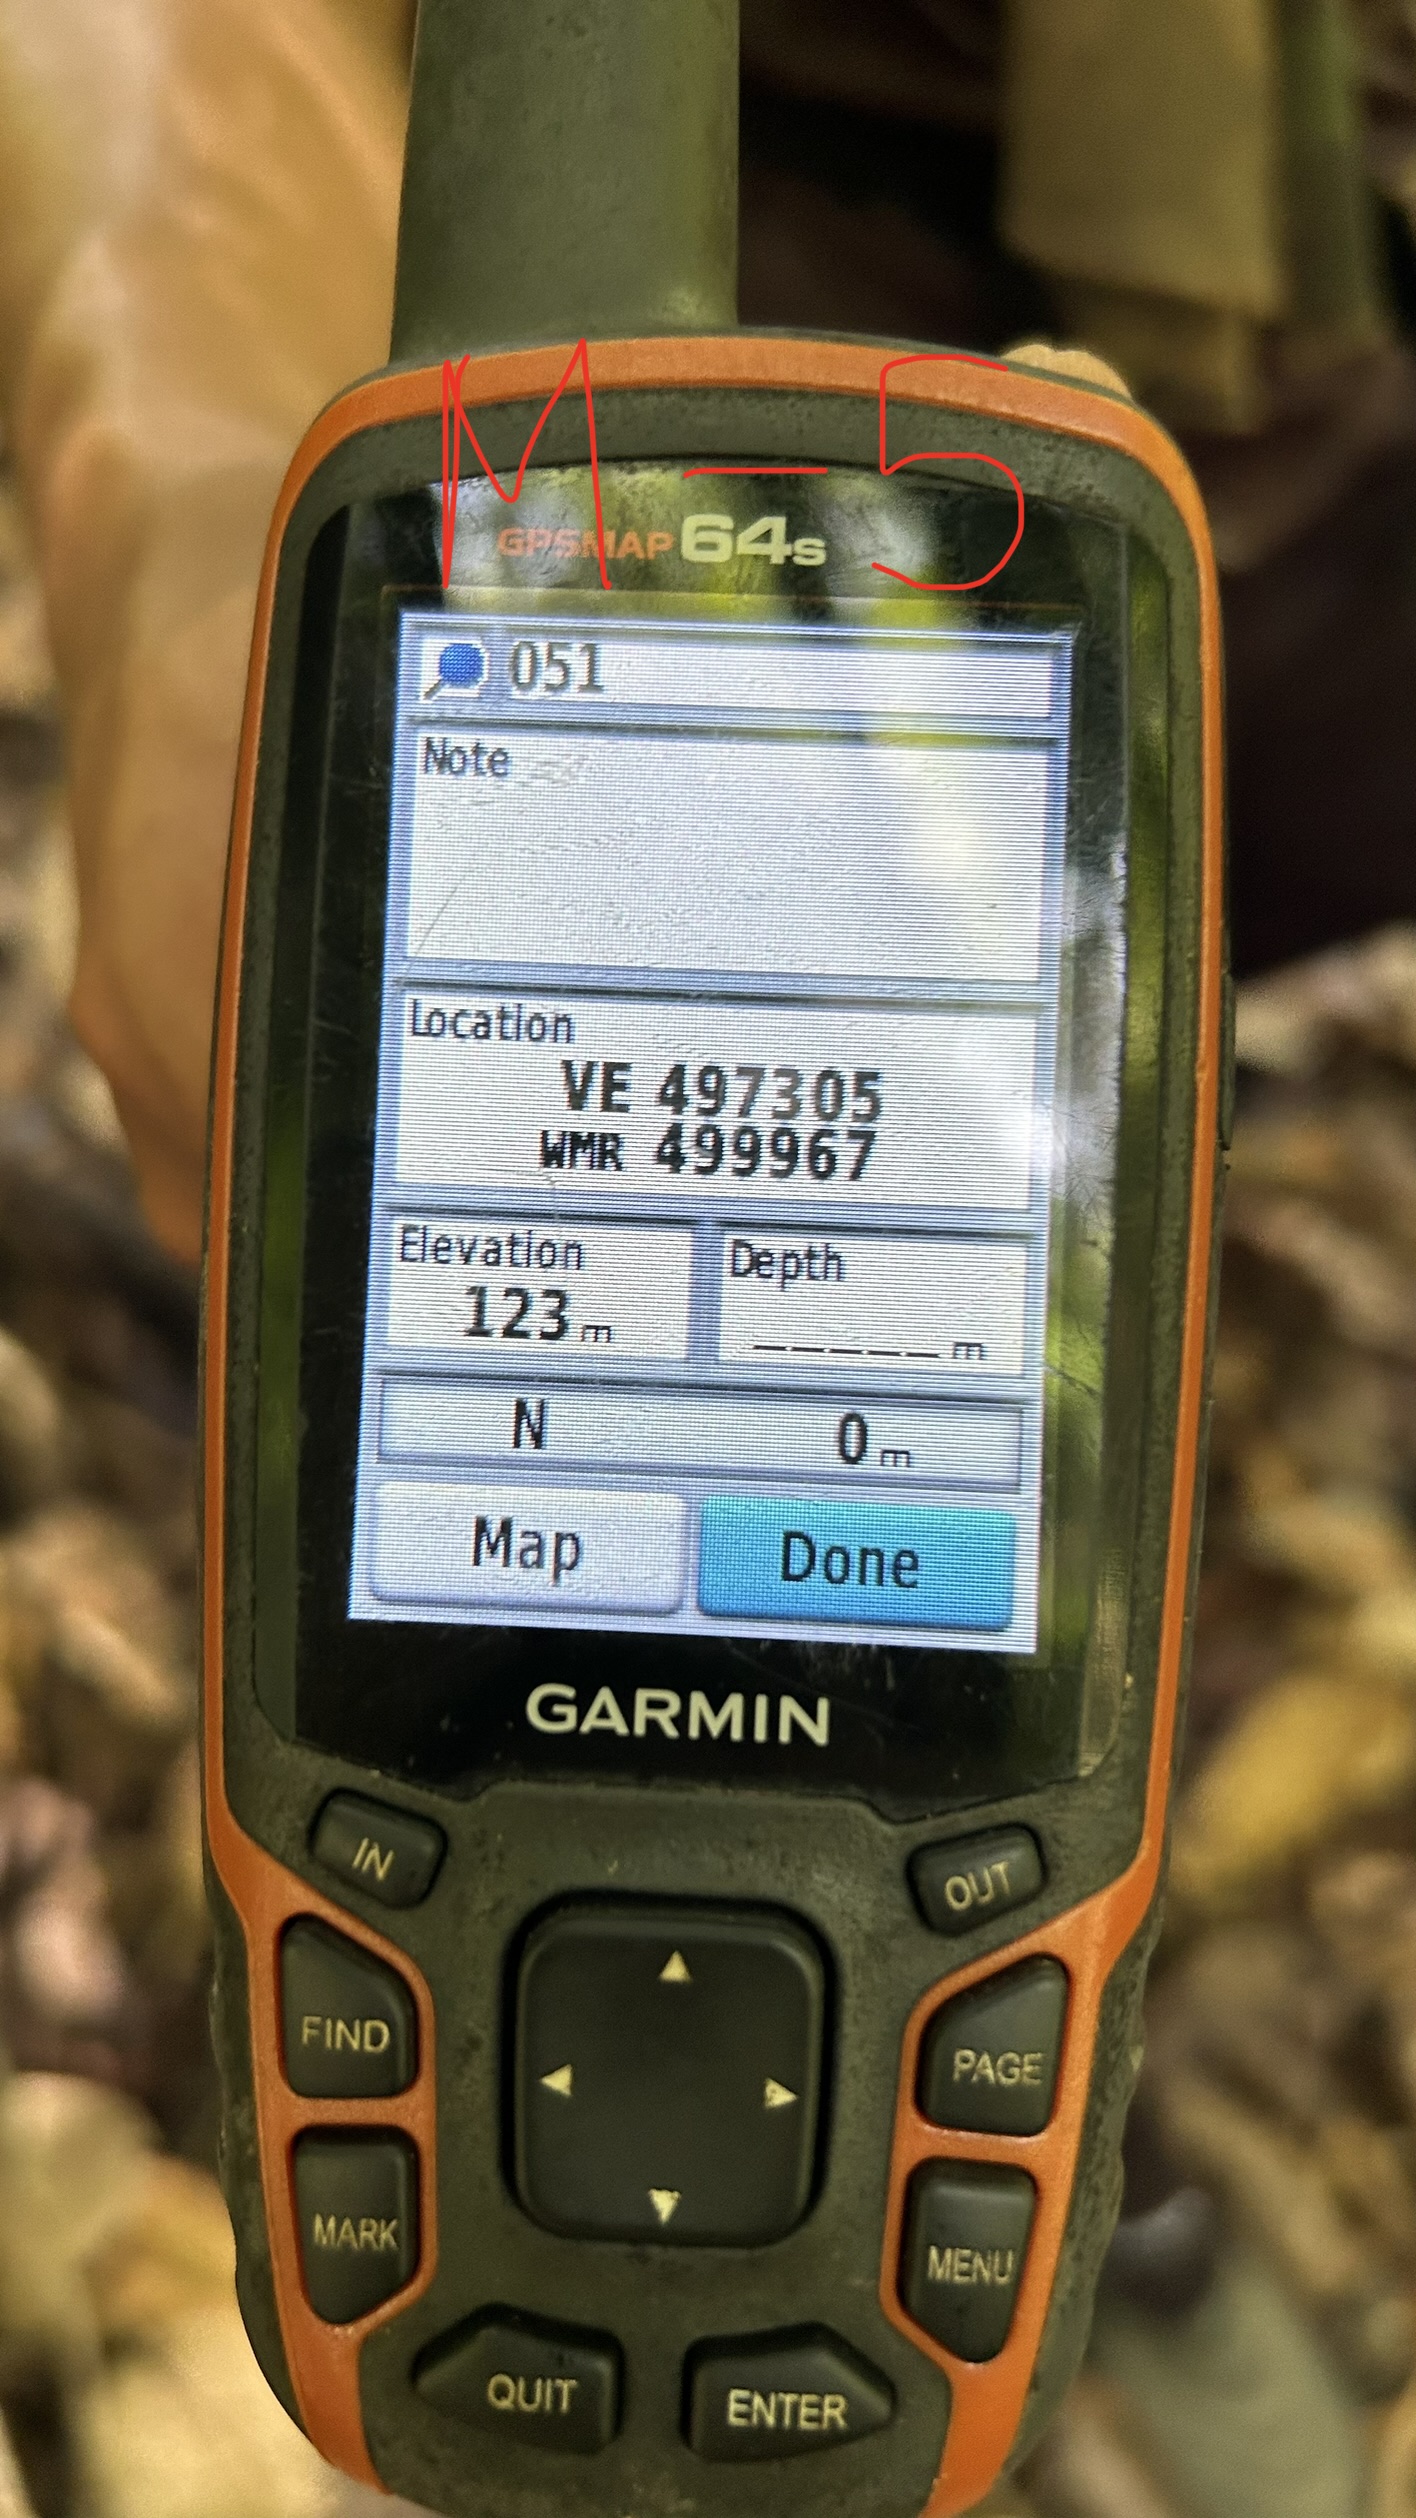 M - 5
GPSMAP 64s
051
Note
Location
VE 497305
WMR 499967
Elevation
Depth
123 m
_____ m
N
0 m
Map
Done
GARMIN
IN
OUT
FIND
PAGE
MARK
MENU
QUIT
ENTER